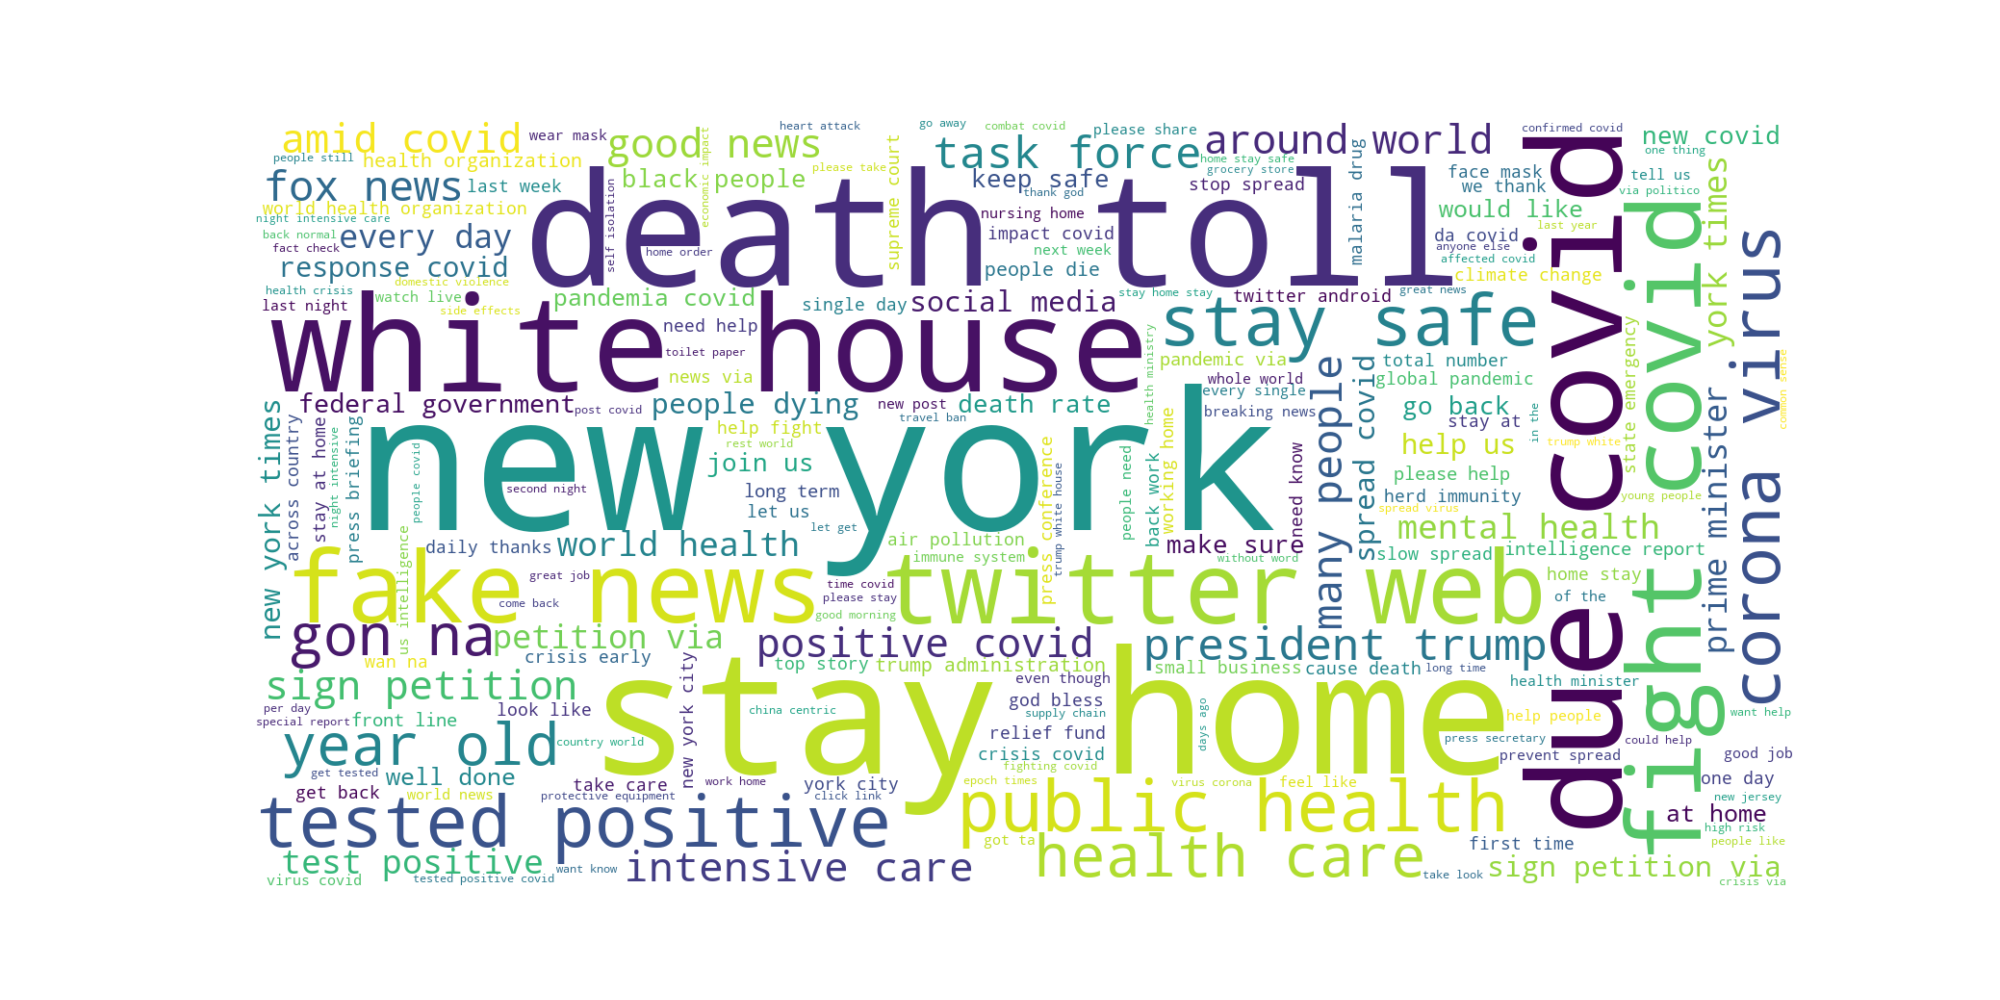 amid covid
wear mask
good news
economic impact
heart attack
go away
combat covid
please share
task force
around world
confirmed covid
new covid
people still
health organization
please take
supreme court
home stay safe
grocery store
malaria drug
one thing
fox news
last week
black people
keep safe
thank god
stop spread
face mask
we thank
tell us
via politico
world health organization
night intensive care
back normal
fact check
every day
self isolation
home order
death toll
nursing home
impact covid
next week
people die
would like
da covid
last year
anyone else
affected covid
york times
response covid
domestic violence
climate change
health crisis
last night
watch live
side effects
pandemia covid
single day
social media
stay home stay
twitter android
great news
due covid
fight covid
corona virus
white house
need help
toilet paper
news via
stay safe
health ministry
pandemic via
whole world
every single
breaking news
spread covid
total number
global pandemic
state emergency
common sense
federal government
post covid
people dying
new post
travel ban
death rate
go back
stay at
in the
new york times
across country
stay at home
press briefing
night intensive
people covid
new york
help fight
rest world
join us
second night
long term
let us
let get
press conference
trump white house
people need
back work
working home
need know
many people
help us
trump white
please help
herd immunity
spread virus
young people
prime minister
mental health
us intelligence
daily thanks
world health
air pollution
immune system
make sure
without word
slow spread
intelligence report
fake news
great job
come back
time covid
please stay
good morning
twitter web
home stay
of the
gon na
petition via
wan na
crisis early
positive covid
top story
trump administration
president trump
small business
cause death
long time
health minister
sign petition
new york city
even though
god bless
supply chain
china centric
stay home
days ago
help people
want help
per day
special report
front line
look like
relief fund
press secretary
could help
year old
country world
crisis covid
fighting covid
prevent spread
good job
get tested
well done
take care
work home
york city
epoch times
virus corona
feel like
one day
get back
world news
protective equipment
click link
new jersey
at home
tested positive
public health
high risk
people like
got ta
first time
test positive
want know
intensive care
health care
take look
sign petition via
virus covid
tested positive covid
crisis via